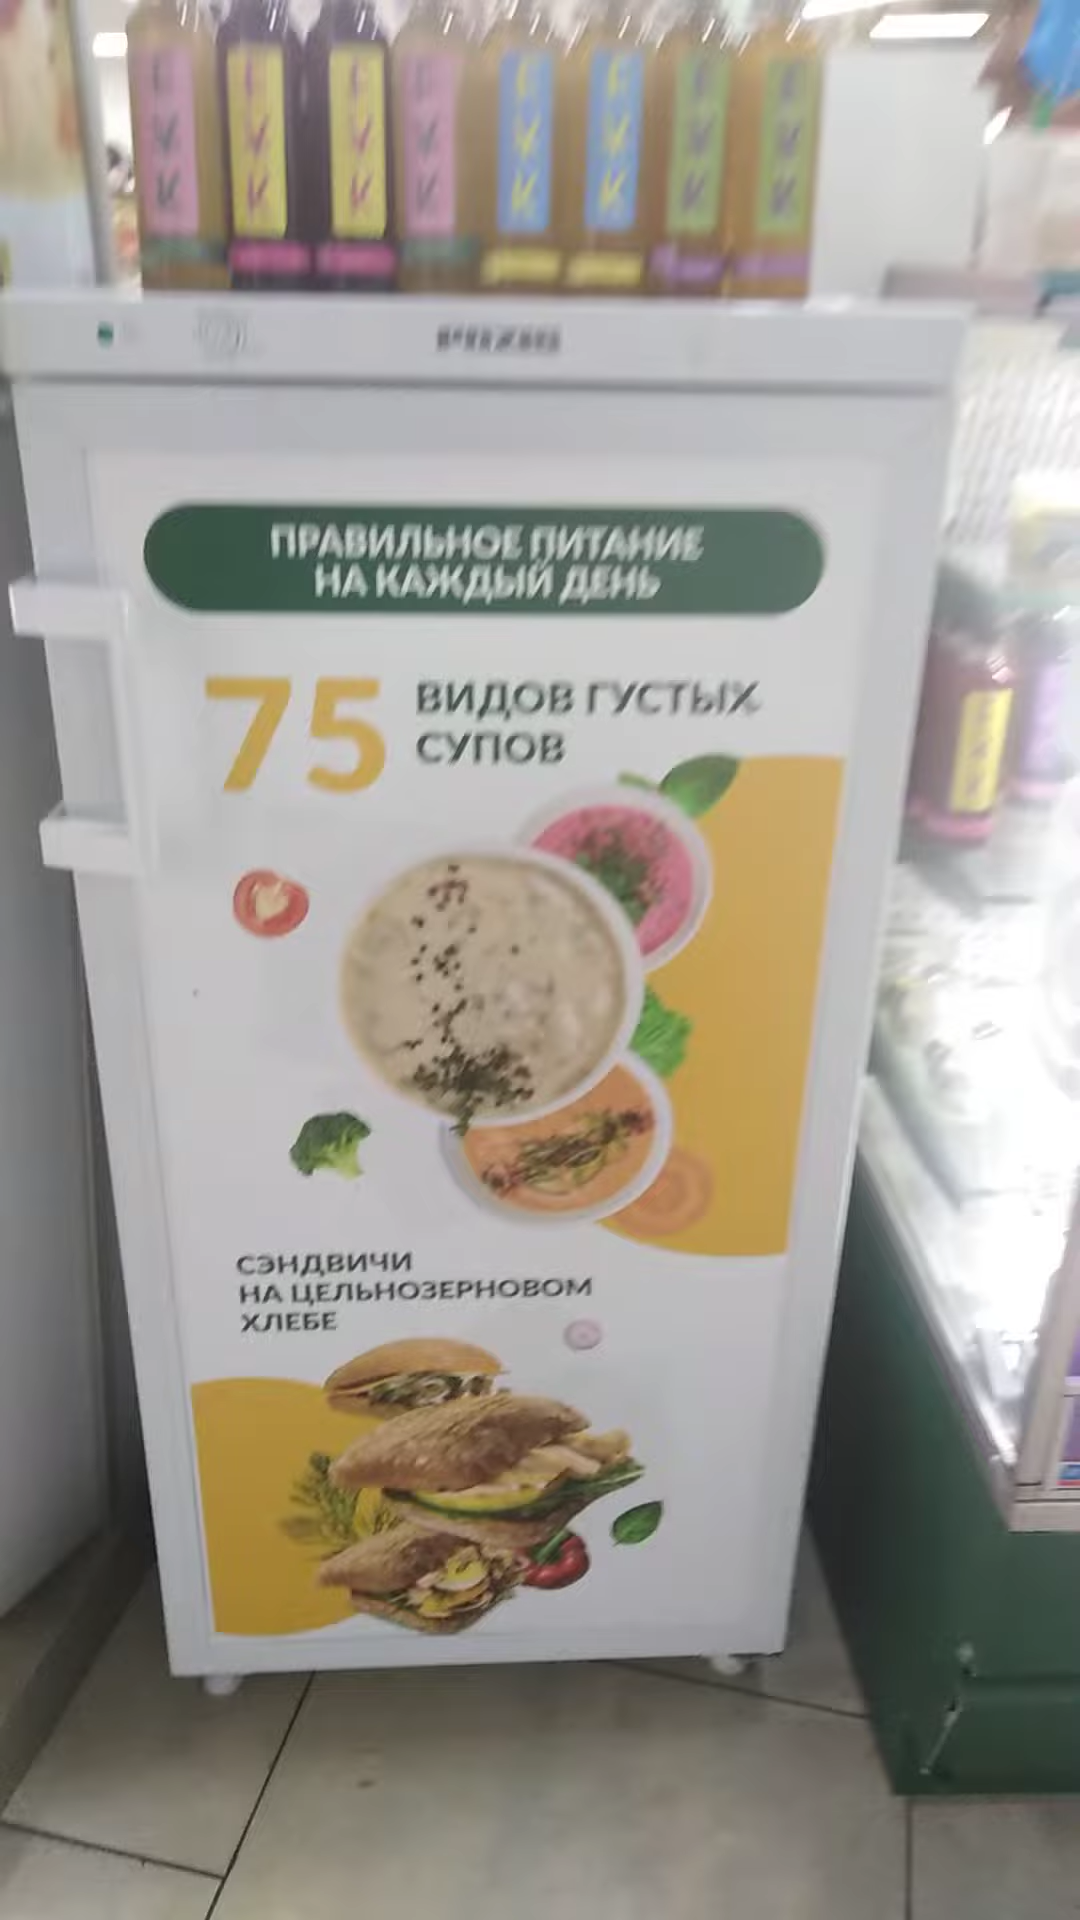 ПРАВИЛЬНОЕ ПИТАНИЕ
НА КАЖДЫЙ ДЕНЬ
75
ВИДОВ ГУСТЫХ
СУПОВ
СЭНДВИЧИ
НА ЦЕЛЬНОЗЕРНОВОМ
ХЛЕБЕ